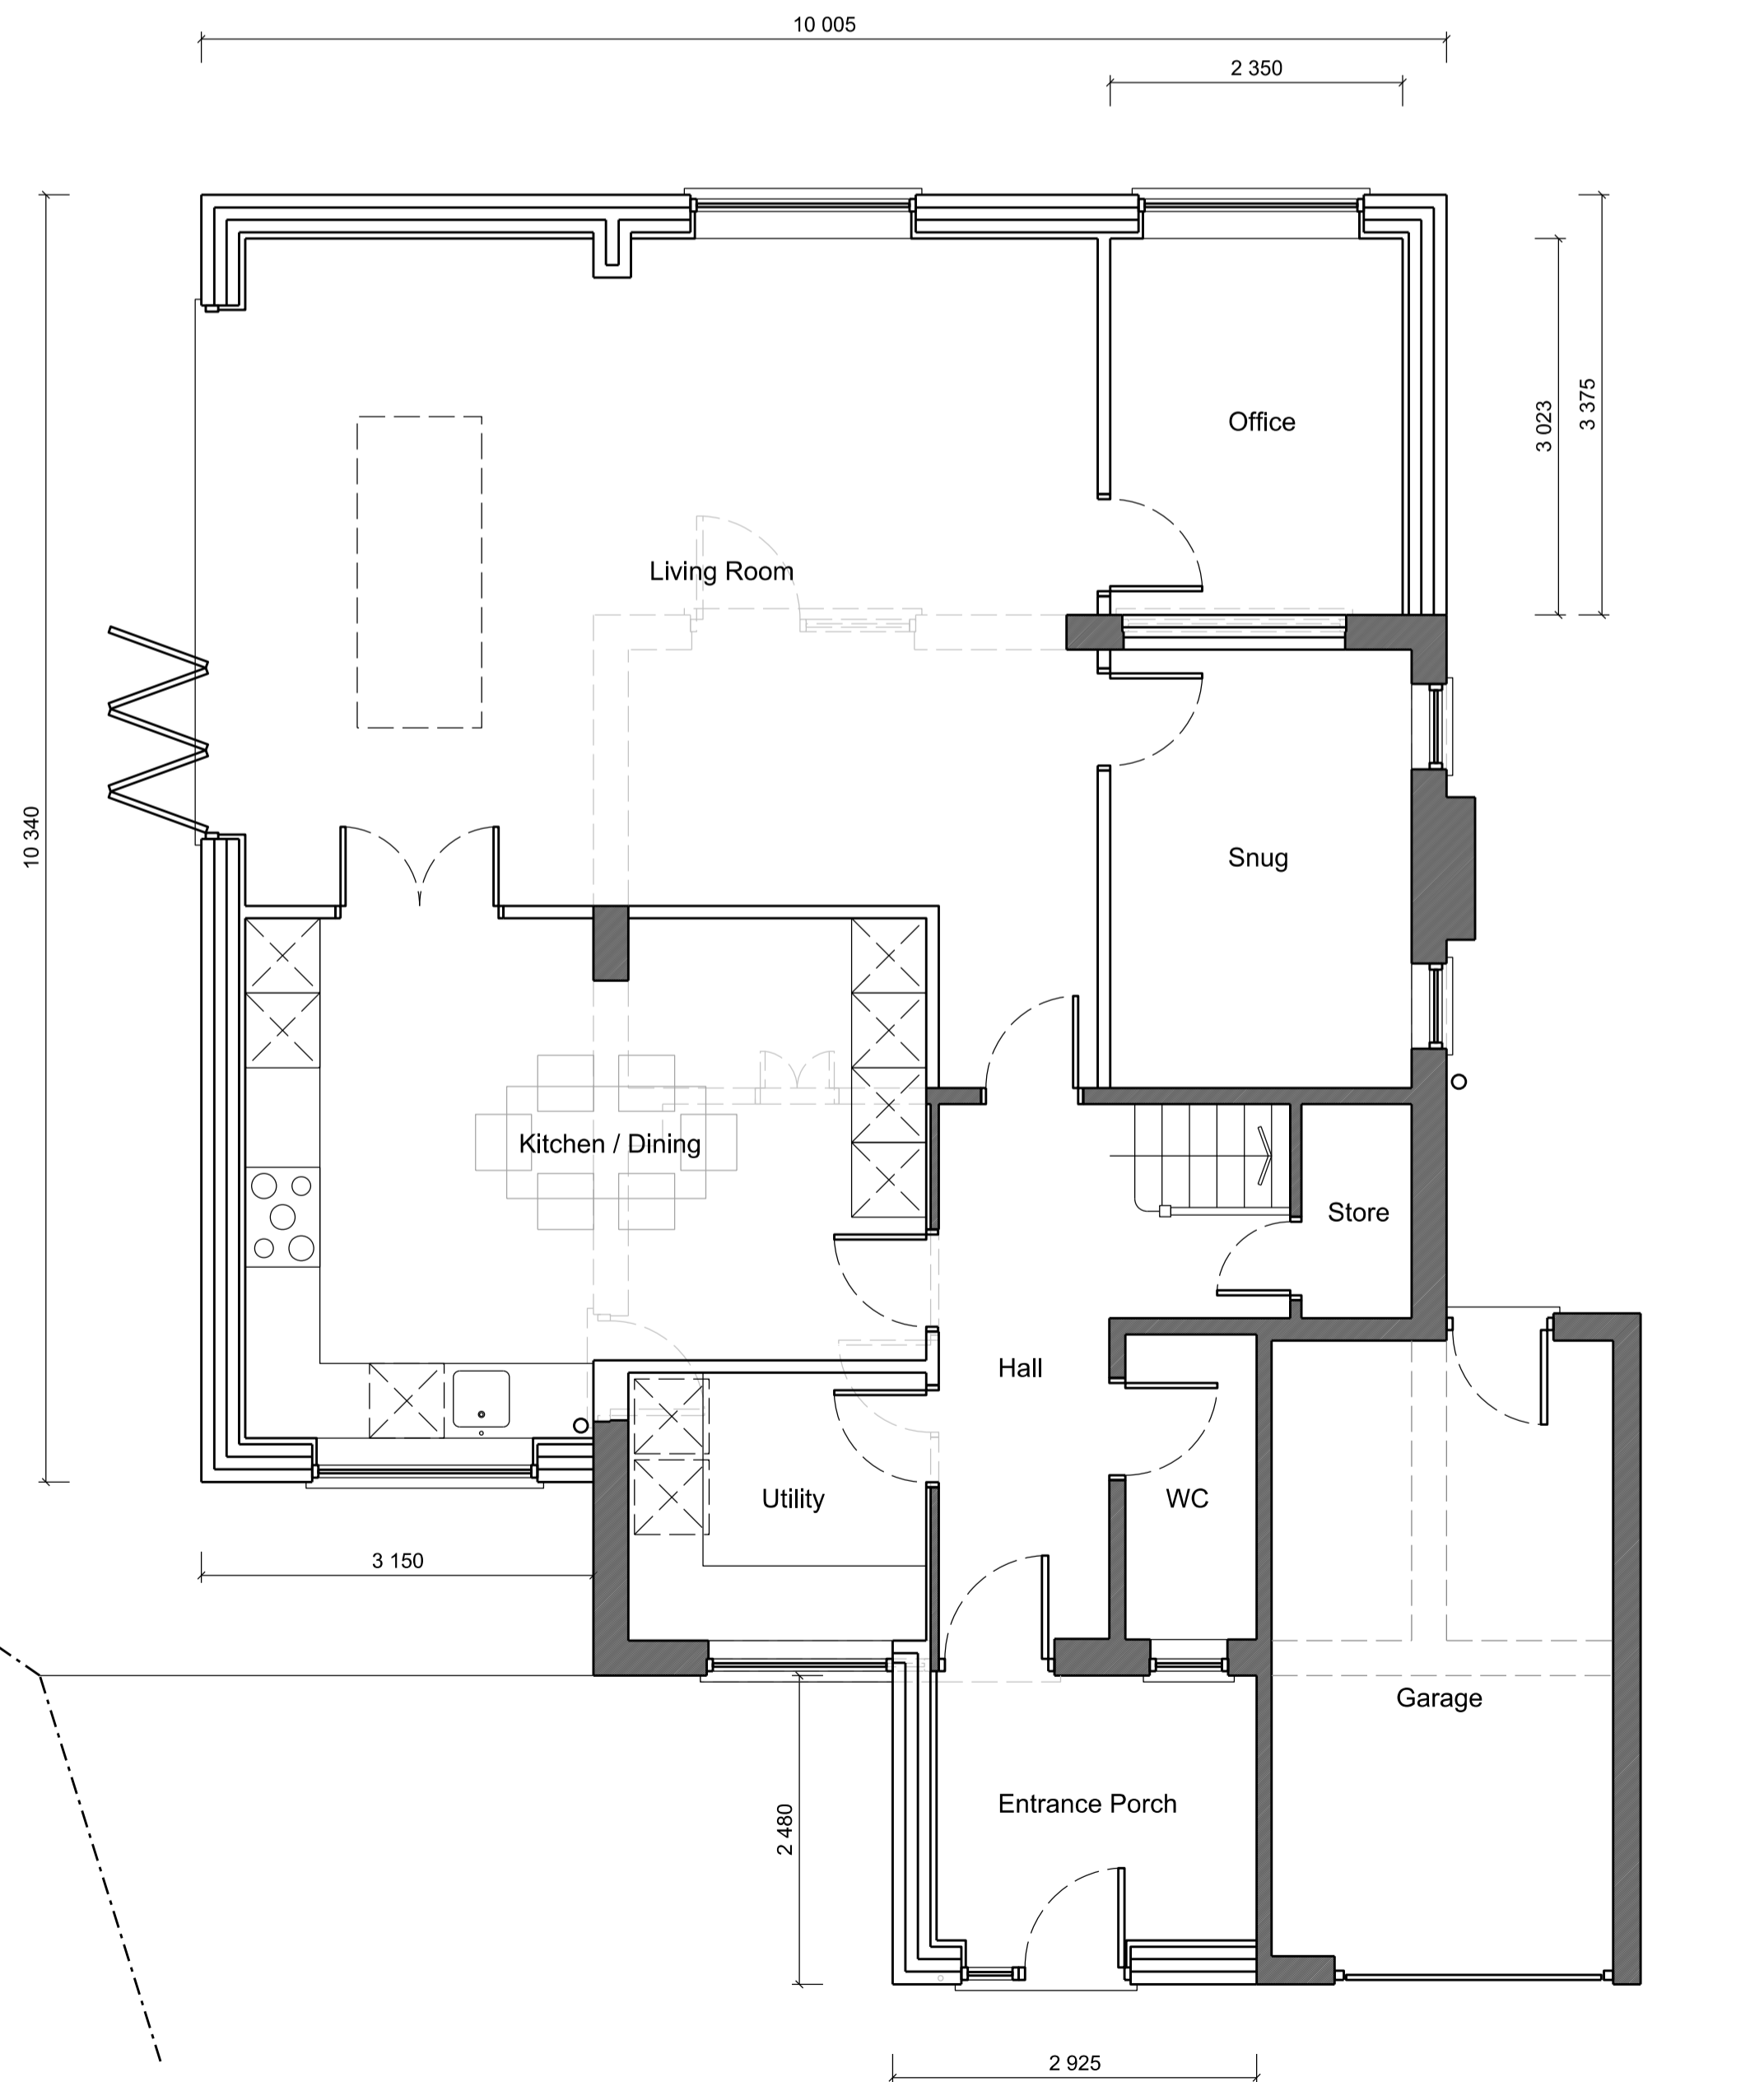 10 005
2 350
Office
3 023
3 375
Living Room
10 340
Snug
Kitchen / Dining
Store
Hall
Utility
WC
3 150
Garage
Entrance Porch
2 480
2 925